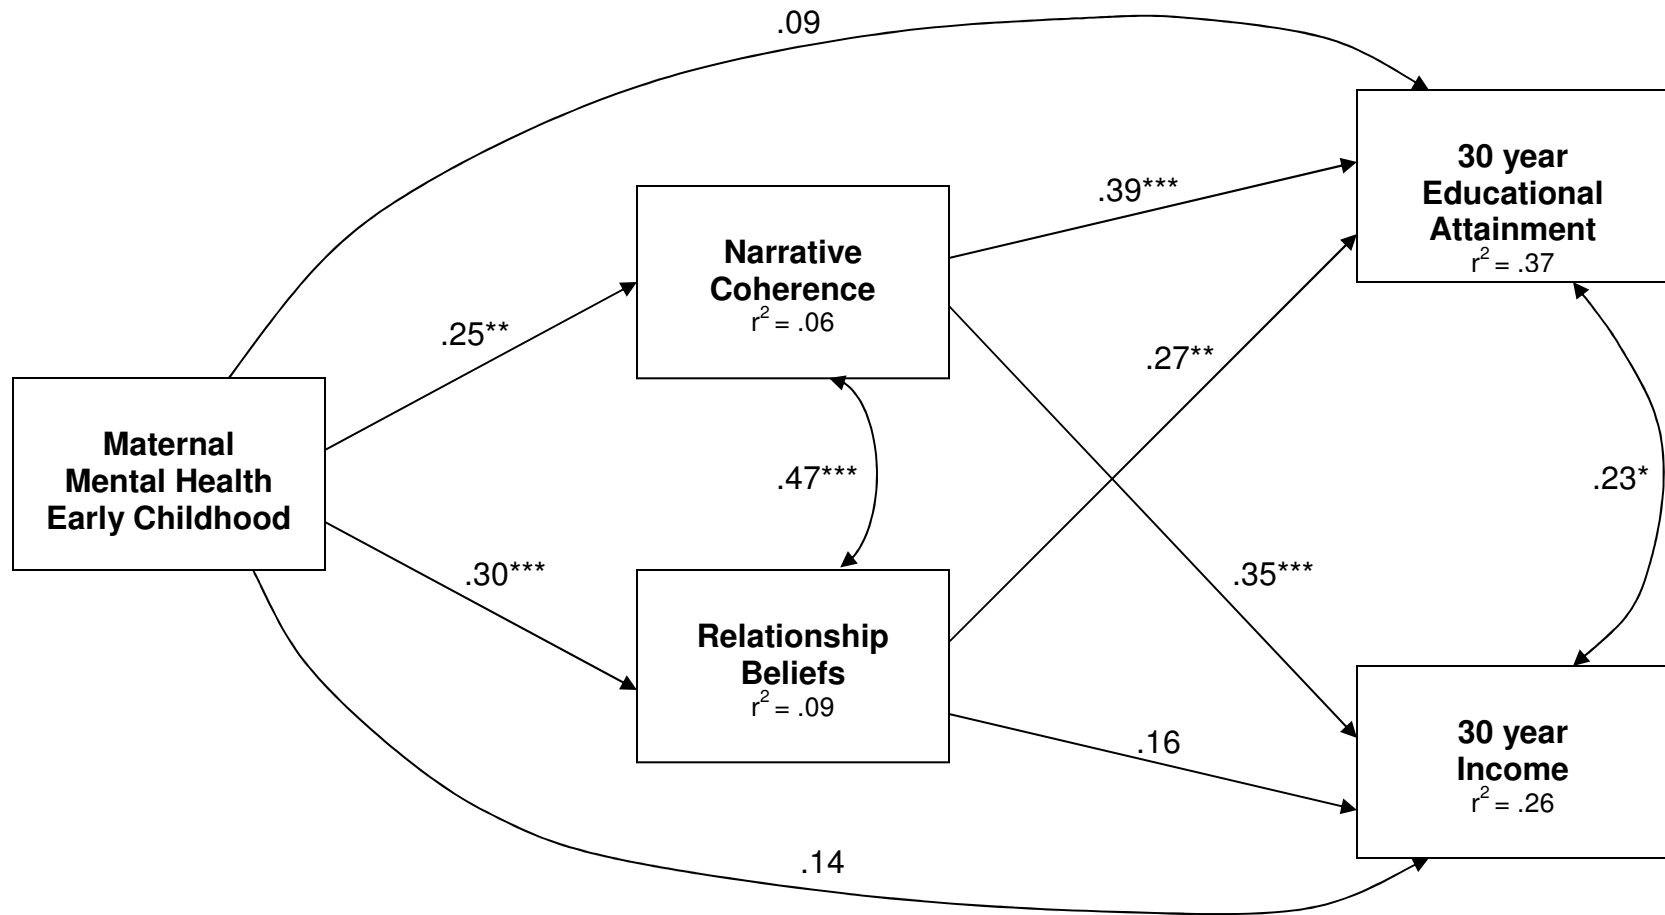 .09
30 year
Educational
Attainment
r² = .37
.39***
Narrative
Coherence
r² = .06
.25**
.27**
Maternal
Mental Health
Early Childhood
.47***
.23*
.30***
.35***
Relationship
Beliefs
r² = .09
.16
30 year
Income
r² = .26
.14